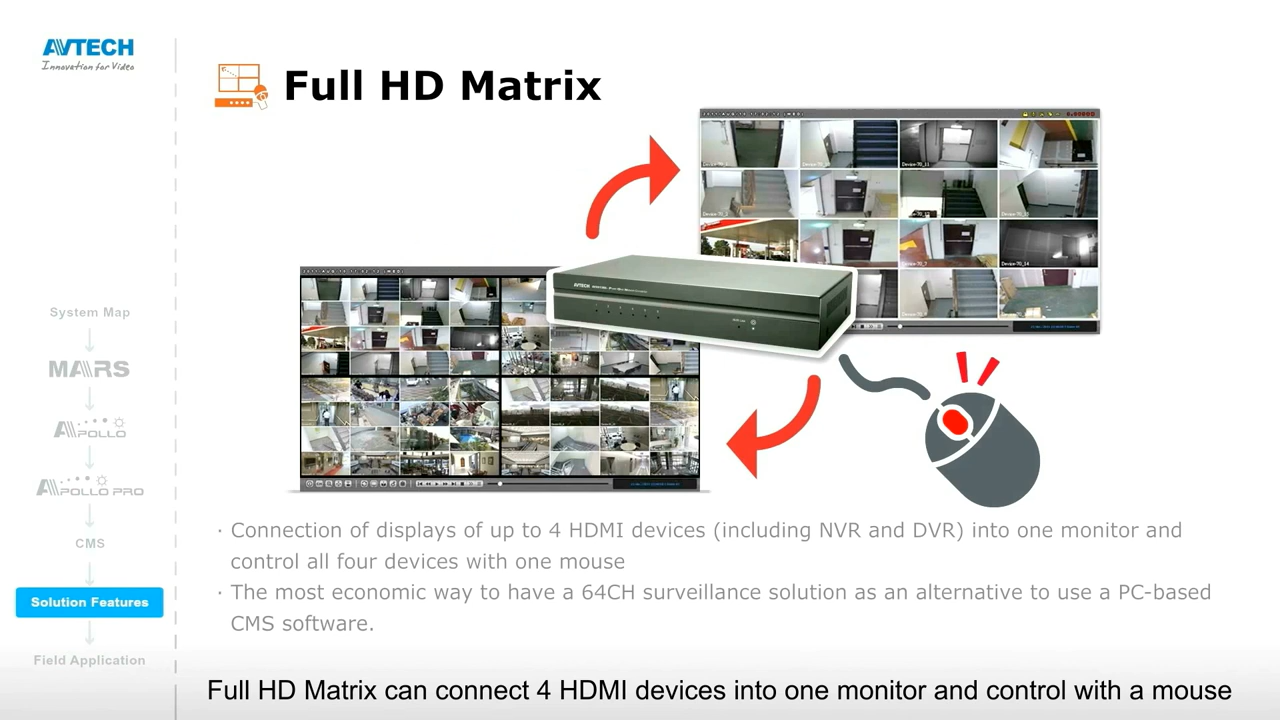 AVTECH
Innovation for Video
Full HD Matrix
AVTECH
System Map
MARS
APOLLO
APOLLO PRO
CMS
Solution Features
Field Application
· Connection of displays of up to 4 HDMI devices (including NVR and DVR) into one monitor and
control all four devices with one mouse
· The most economic way to have a 64CH surveillance solution as an alternative to use a PC-based
CMS software.
Full HD Matrix can connect 4 HDMI devices into one monitor and control with a mouse